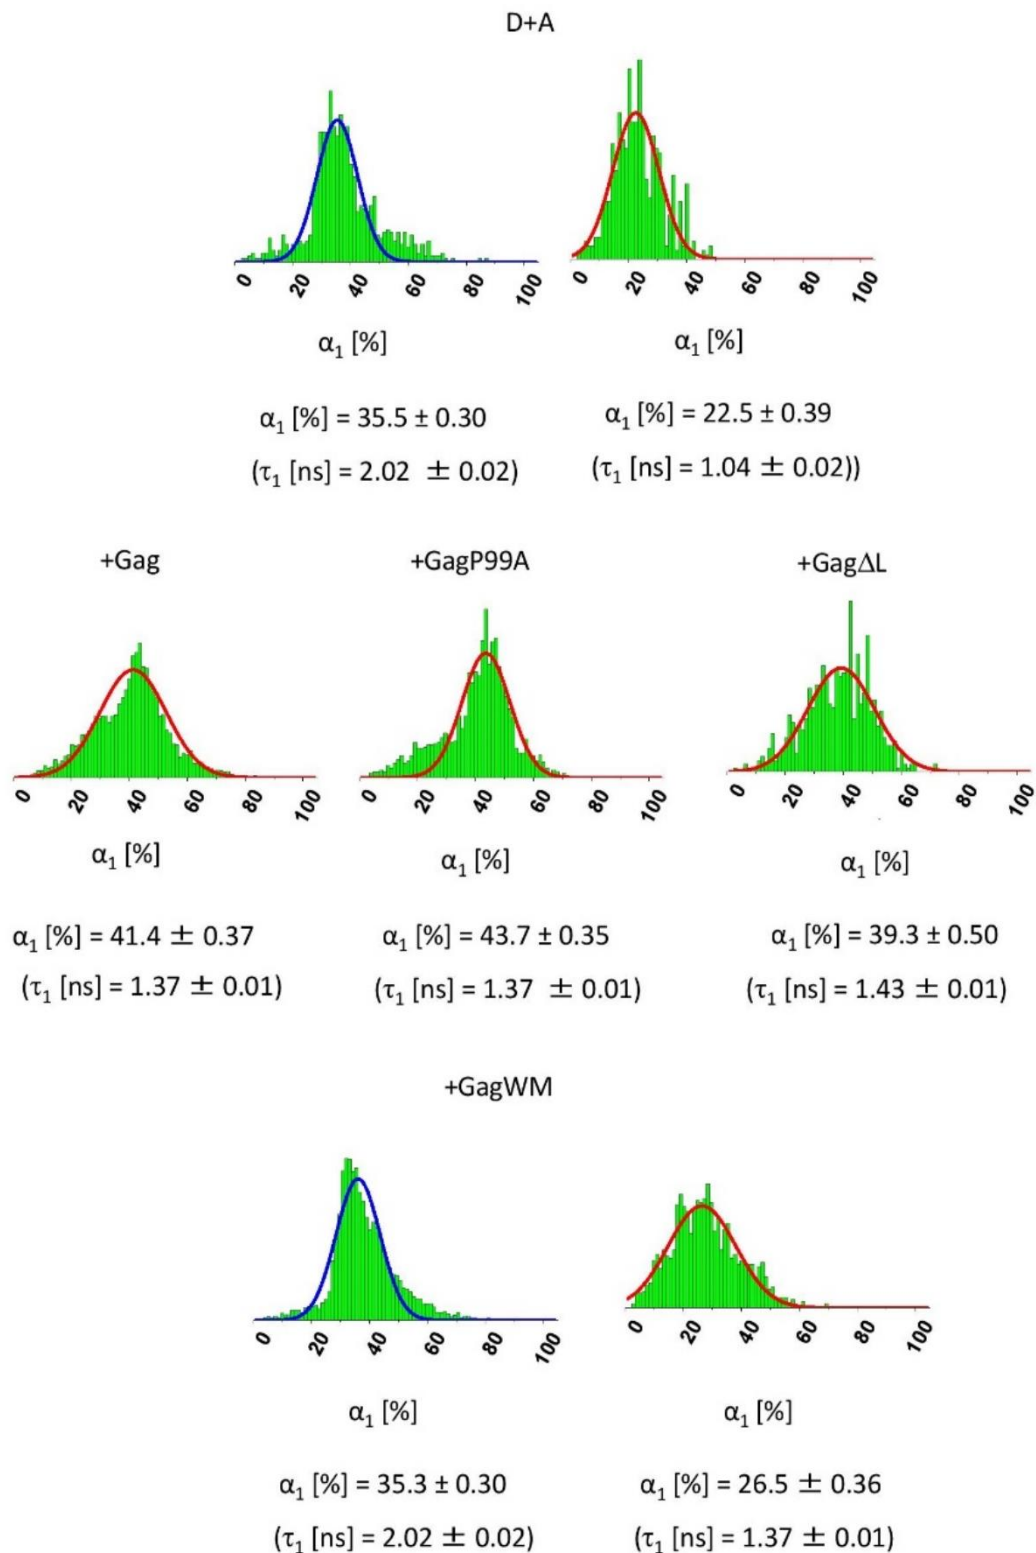 D+A
0 20 40 60 80 100
0 20 40 60 80 100
α₁ [%]
α₁ [%]
α₁ [%] = 35.5 ± 0.30
α₁ [%] = 22.5 ± 0.39
(τ₁ [ns] = 2.02 ± 0.02)
(τ₁ [ns] = 1.04 ± 0.02))
+Gag
+GagP99A
+GagΔL
0 20 40 60 80 100
0 20 40 60 80 100
0 20 40 60 80 100
α₁ [%]
α₁ [%]
α₁ [%]
α₁ [%] = 41.4 ± 0.37
α₁ [%] = 43.7 ± 0.35
α₁ [%] = 39.3 ± 0.50
(τ₁ [ns] = 1.37 ± 0.01)
(τ₁ [ns] = 1.37 ± 0.01)
(τ₁ [ns] = 1.43 ± 0.01)
+GagWM
0 20 40 60 80 100
0 20 40 60 80 100
α₁ [%]
α₁ [%]
α₁ [%] = 35.3 ± 0.30
α₁ [%] = 26.5 ± 0.36
(τ₁ [ns] = 2.02 ± 0.02)
(τ₁ [ns] = 1.37 ± 0.01)